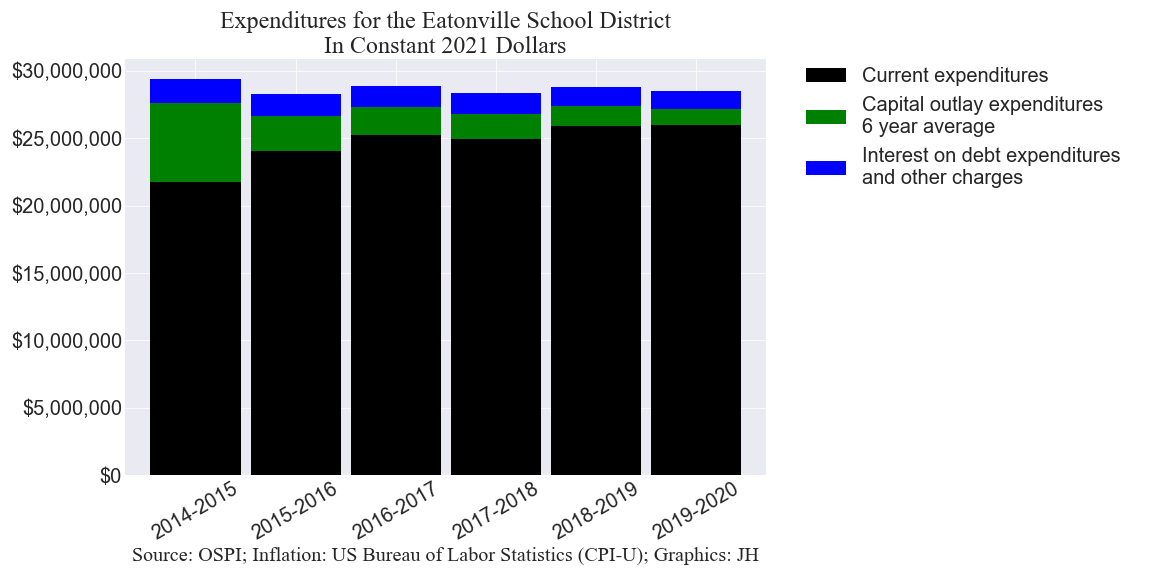 Expenditures for the Eatonville School District
In Constant 2021 Dollars
$30,000,000
$25,000,000
$20,000,000
$15,000,000
$10,000,000
$5,000,000
$0
2014-2015
2015-2016
2016-2017
2017-2018
2018-2019
2019-2020
Current expenditures
Capital outlay expenditures
6 year average
Interest on debt expenditures
and other charges
Source: OSPI; Inflation: US Bureau of Labor Statistics (CPI-U); Graphics: JH